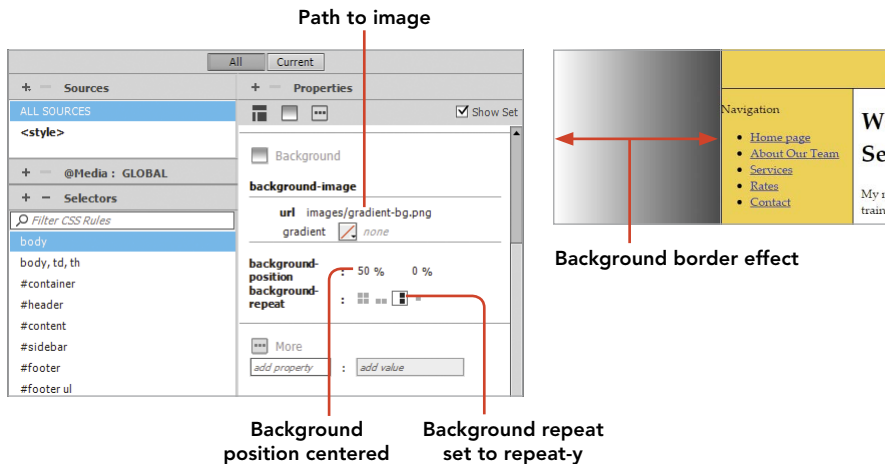 Path to image
All Current
+ − Sources
ALL SOURCES
<style>
+ − @Media : GLOBAL
+ − Selectors
Filter CSS Rules
body
body, td, th
#container
#header
#content
#sidebar
#footer
#footer ul
+ − Properties
Show Set
Background
background-image
url images/gradient-bg.png
gradient none
background-
position : 50 % 0 %
background-
repeat :
More
add property : add value
Navigation
• Home page
• About Our Team
• Services
• Rates
• Contact
W
Se
My
train
Background border effect
Background
position centered
Background repeat
set to repeat-y